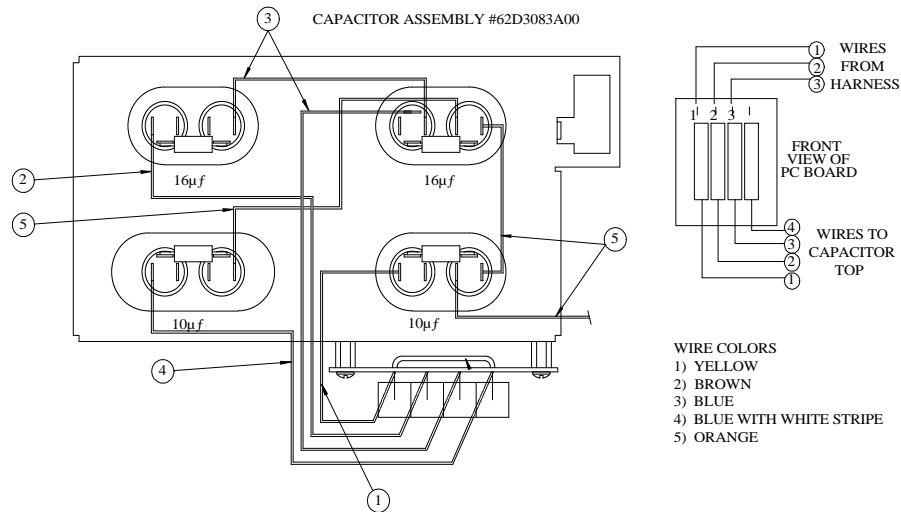 CAPACITOR ASSEMBLY #62D3083A00
3
2
5
16µf
16µf
5
10µf
10µf
4
1
1 WIRES
2 FROM
3 HARNESS
1 2 3
FRONT
VIEW OF
PC BOARD
4
3
2
1
WIRES TO
CAPACITOR
TOP
WIRE COLORS
1) YELLOW
2) BROWN
3) BLUE
4) BLUE WITH WHITE STRIPE
5) ORANGE